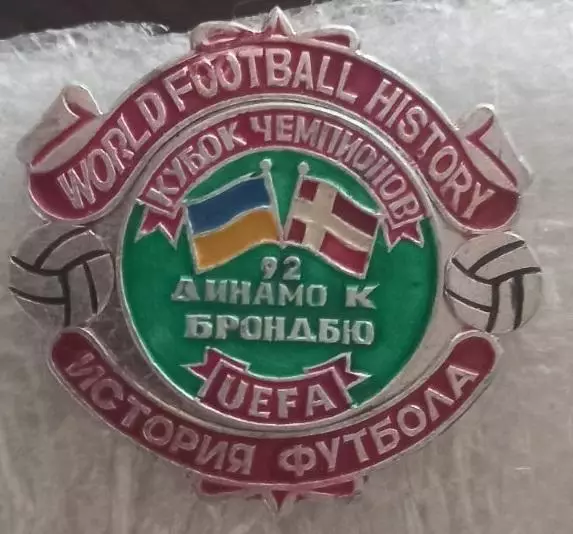 WORLD FOOTBALL HISTORY
КУБОК ЧЕМПИОНОВ
92
ДИНАМО К
БРОНДБЮ
UEFA
ИСТОРИЯ ФУТБОЛА